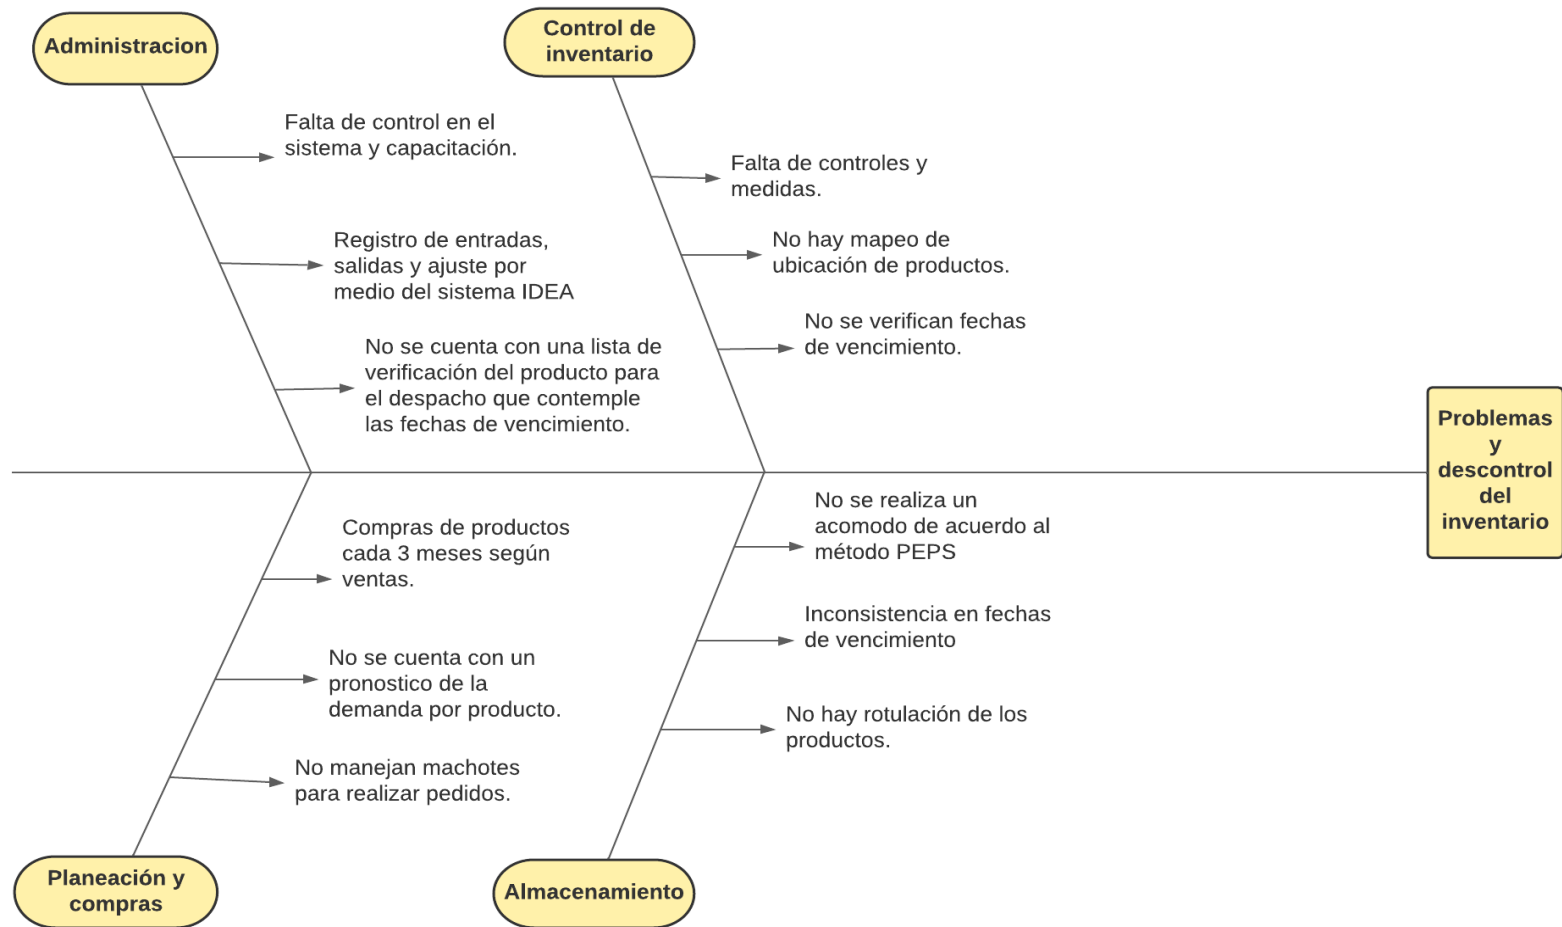 Administracion
Falta de control en el
sistema y capacitación.
Registro de entradas,
salidas y ajuste por
medio del sistema IDEA
No se cuenta con una lista de
verificación del producto para
el despacho que contemple
las fechas de vencimiento.
Control de
inventario
Falta de controles y
medidas.
No hay mapeo de
ubicación de productos.
No se verifican fechas
de vencimiento.
Problemas
y
descontrol
del
inventario
Compras de productos
cada 3 meses según
ventas.
No se cuenta con un
pronostico de la
demanda por producto.
No manejan machotes
para realizar pedidos.
Planeación y
compras
No se realiza un
acomodo de acuerdo al
método PEPS
Inconsistencia en fechas
de vencimiento
No hay rotulación de los
productos.
Almacenamiento